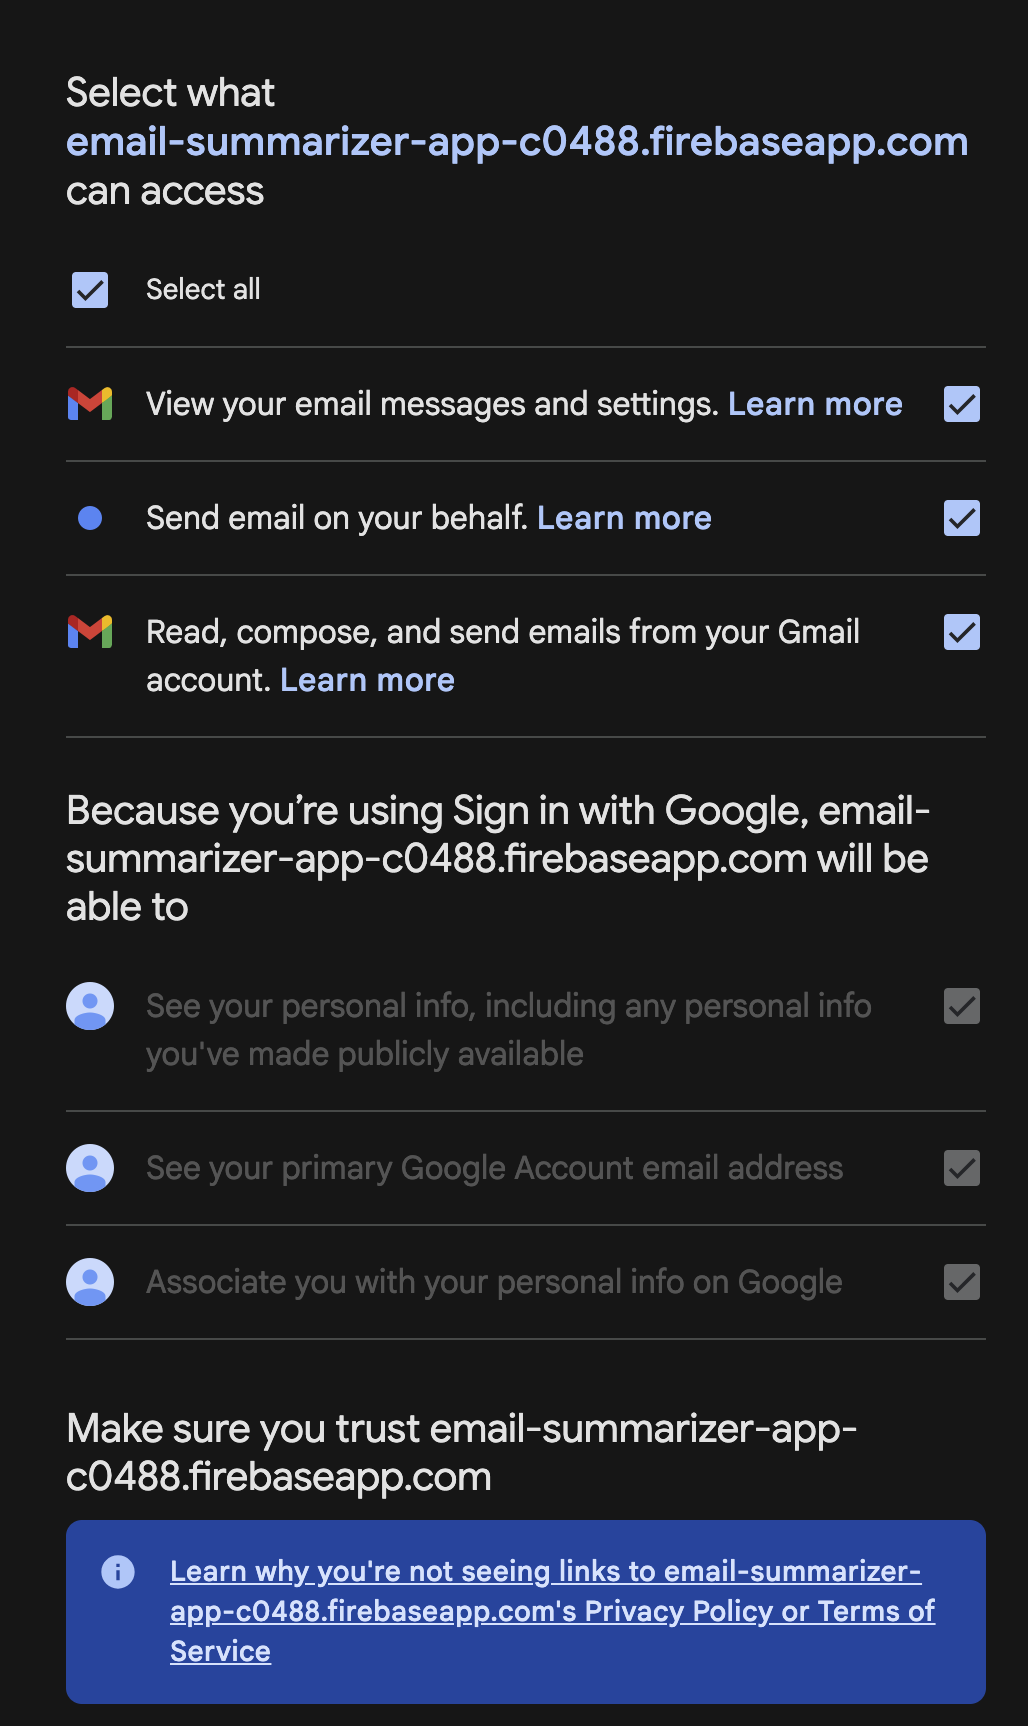 Select what
email-summarizer-app-c0488.firebaseapp.com
can access
Select all
View your email messages and settings. Learn more
Send email on your behalf. Learn more
Read, compose, and send emails from your Gmail
account. Learn more
Because you’re using Sign in with Google, email-
summarizer-app-c0488.firebaseapp.com will be
able to
See your personal info, including any personal info
you've made publicly available
See your primary Google Account email address
Associate you with your personal info on Google
Make sure you trust email-summarizer-app-
c0488.firebaseapp.com
Learn why you're not seeing links to email-summarizer-
app-c0488.firebaseapp.com's Privacy Policy or Terms of
Service